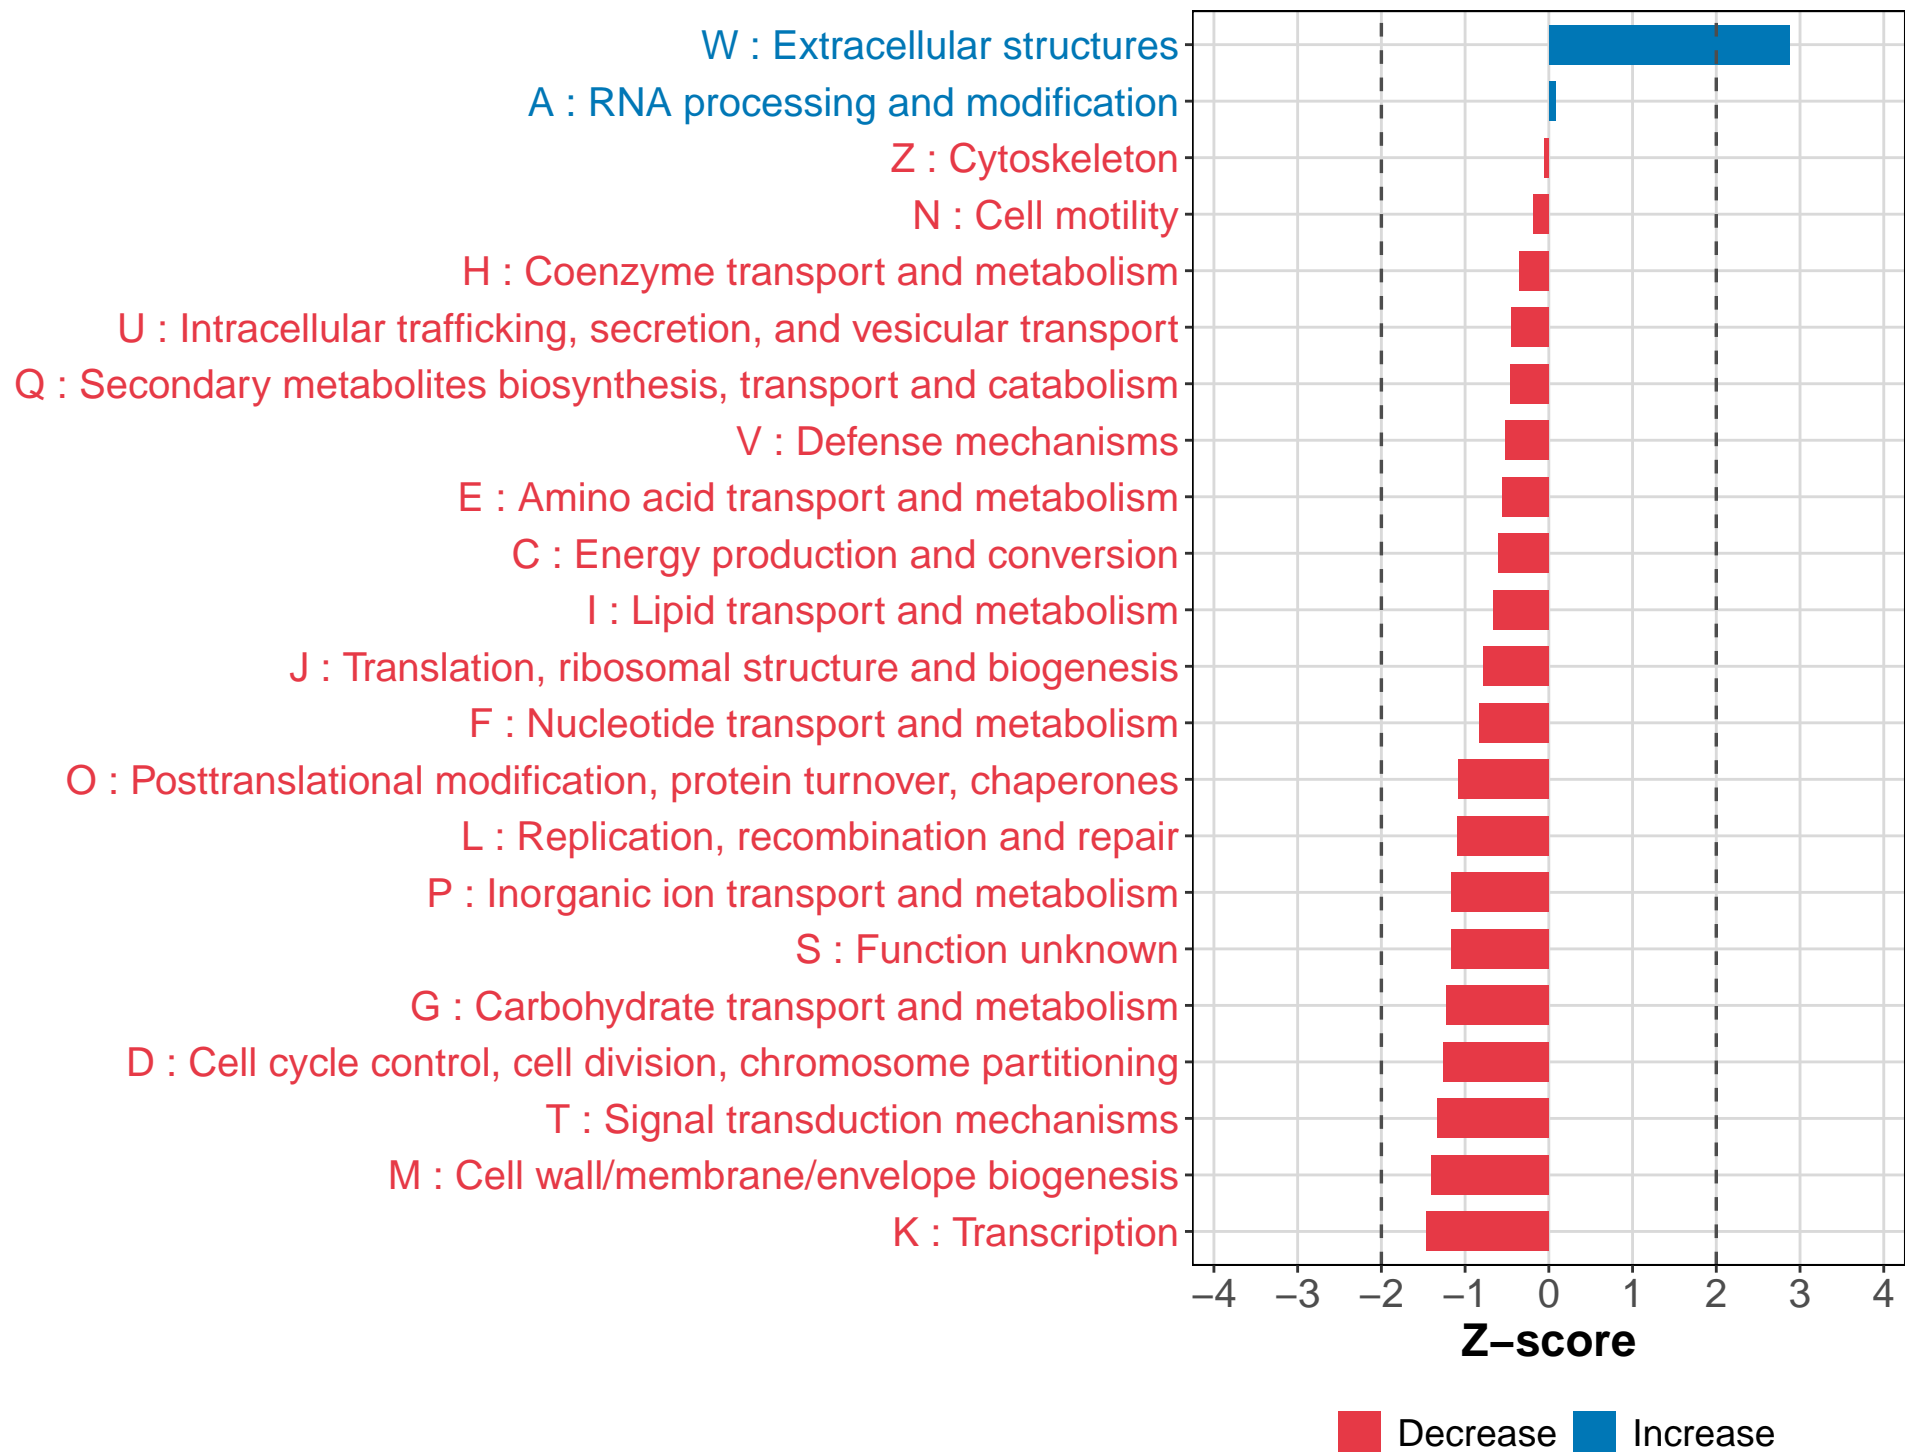 W : Extracellular structures
A : RNA processing and modification
Z : Cytoskeleton
N : Cell motility
H : Coenzyme transport and metabolism
U : Intracellular trafficking, secretion, and vesicular transport
Q : Secondary metabolites biosynthesis, transport and catabolism
V : Defense mechanisms
E : Amino acid transport and metabolism
C : Energy production and conversion
I : Lipid transport and metabolism
J : Translation, ribosomal structure and biogenesis
F : Nucleotide transport and metabolism
O : Posttranslational modification, protein turnover, chaperones
L : Replication, recombination and repair
P : Inorganic ion transport and metabolism
S : Function unknown
G : Carbohydrate transport and metabolism
D : Cell cycle control, cell division, chromosome partitioning
T : Signal transduction mechanisms
M : Cell wall/membrane/envelope biogenesis
K : Transcription
−4 −3 −2 −1 0 1 2 3 4
Z−score
Decrease Increase